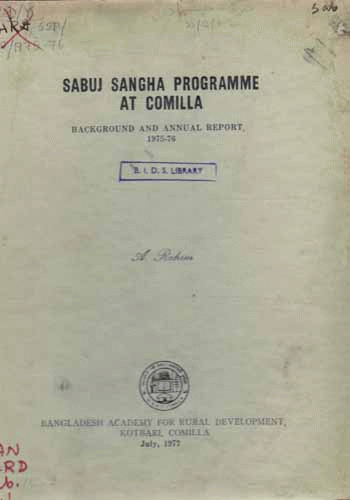 SABUJ SANGHA PROGRAMME
AT COMILLA
BACKGROUND AND ANNUAL REPORT,
1975-76
B. I. D. S. LIBRARY
A. Rahim
BANGLADESH ACADEMY FOR RURAL DEVELOPMENT,
KOTBARI, COMILLA
July, 1977